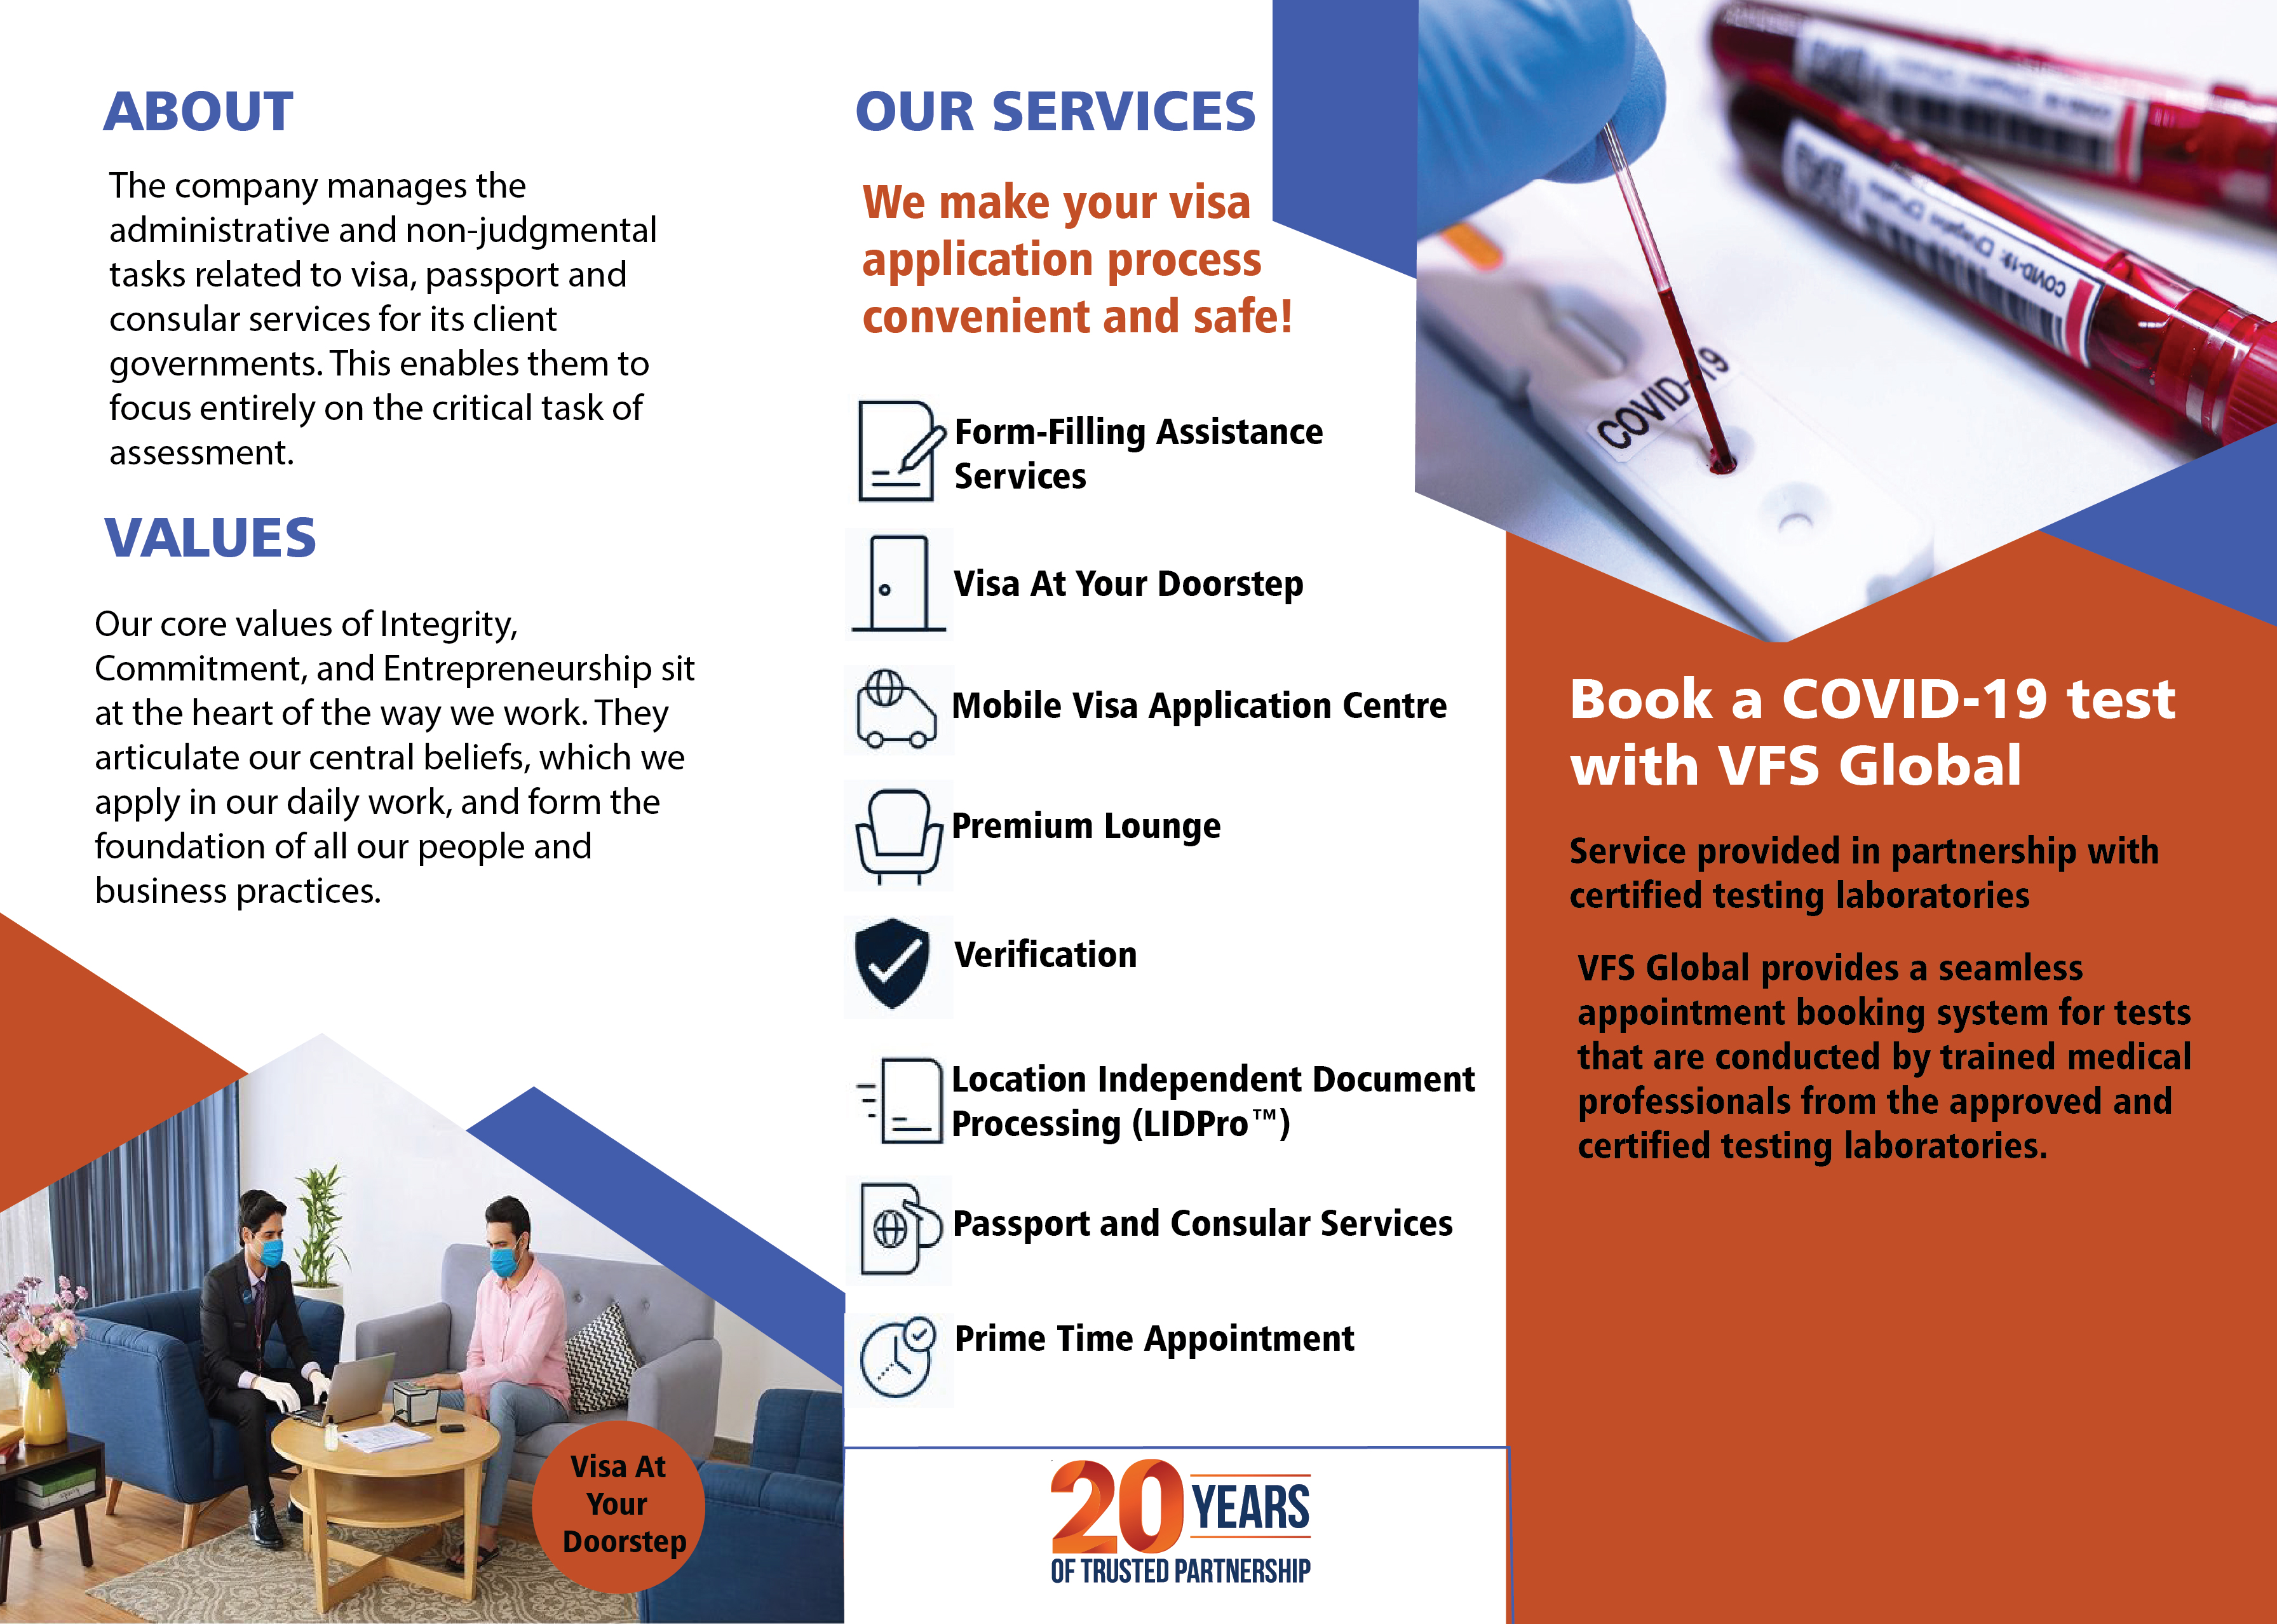 ABOUT
The company manages the
administrative and non-judgmental
tasks related to visa, passport and
consular services for its client
governments. This enables them to
focus entirely on the critical task of
assessment.
VALUES
Our core values of Integrity,
Commitment, and Entrepreneurship sit
at the heart of the way we work. They
articulate our central beliefs, which we
apply in our daily work, and form the
foundation of all our people and
business practices.
Visa At
Your
Doorstep
OUR SERVICES
We make your visa
application process
convenient and safe!
Form-Filling Assistance
Services
Visa At Your Doorstep
Mobile Visa Application Centre
Premium Lounge
Verification
Location Independent Document
Processing (LIDPro™)
Passport and Consular Services
Prime Time Appointment
20 YEARS
OF TRUSTED PARTNERSHIP
COVID-19
COVID-19
Book a COVID-19 test
with VFS Global
Service provided in partnership with
certified testing laboratories
VFS Global provides a seamless
appointment booking system for tests
that are conducted by trained medical
professionals from the approved and
certified testing laboratories.